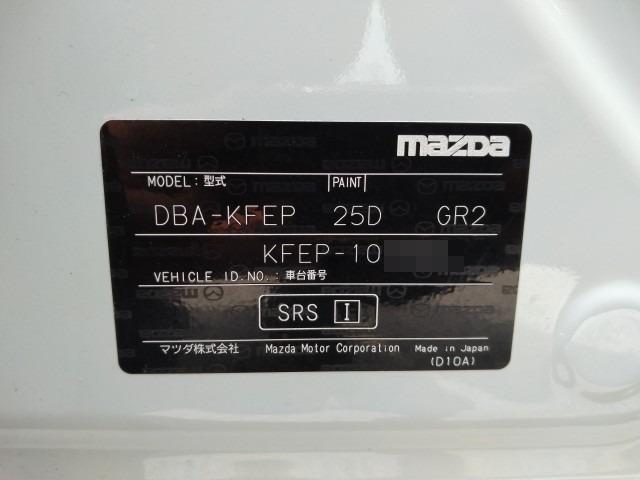 mazda
MODEL：型式 PAINT
DBA-KFEP 25D GR2
KFEP-10
VEHICLE ID.NO.：車台番号
SRS I
マツダ株式会社 Mazda Motor Corporation Made in Japan
(D10A)